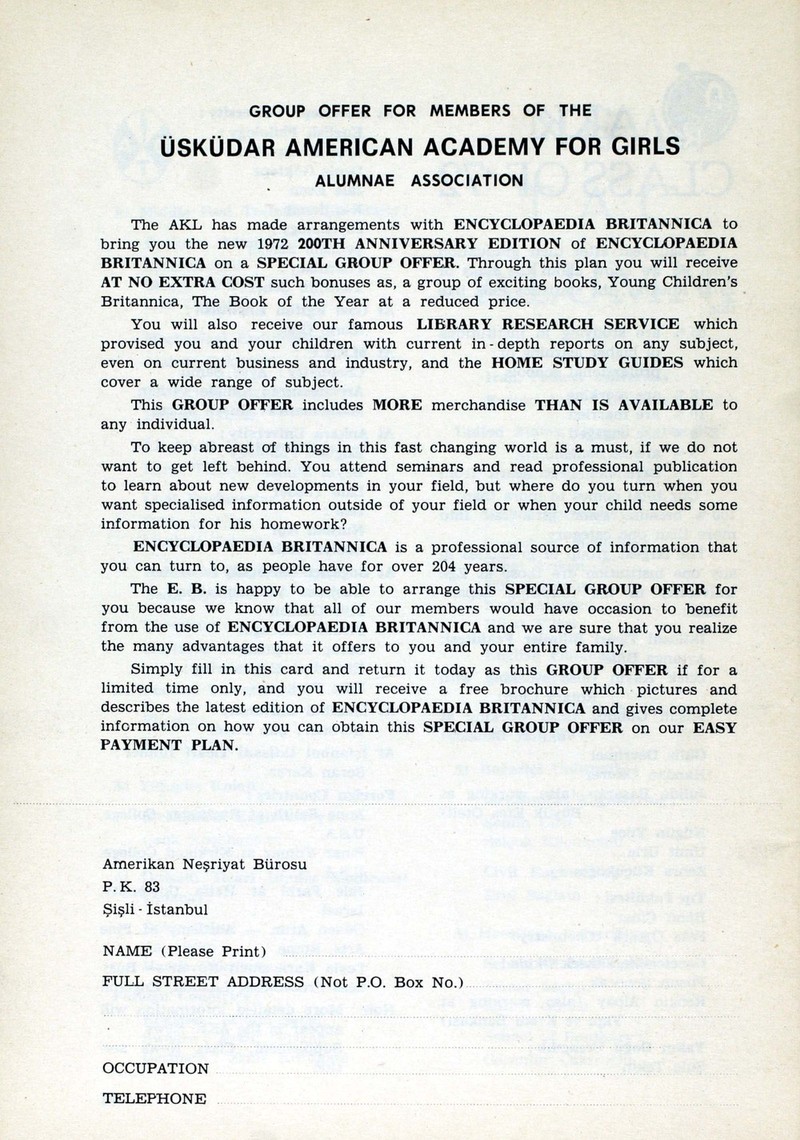 GROUP OFFER FOR MEMBERS OF THE
ÜSKÜDAR AMERICAN ACADEMY FOR GIRLS
ALUMNAE ASSOCIATION
The AKL has made arrangements with ENCYCLOPAEDIA BRITANNICA to
bring you the new 1972 200TH ANNIVERSARY EDITION of ENCYCLOPAEDIA
BRITANNICA on a SPECIAL GROUP OFFER. Through this plan you will receive
AT NO EXTRA COST such bonuses as, a group of exciting books, Young Children's
Britannica, The Book of the Year at a reduced price.
You will also receive our famous LIBRARY RESEARCH SERVICE which
provised you and your children with current in-depth reports on any subject,
even on current business and industry, and the HOME STUDY GUIDES which
cover a wide range of subject.
This GROUP OFFER includes MORE merchandise THAN IS AVAILABLE to
any individual.
To keep abreast of things in this fast changing world is a must, if we do not
want to get left behind. You attend seminars and read professional publication
to learn about new developments in your field, but where do you turn when you
want specialised information outside of your field or when your child needs some
information for his homework?
ENCYCLOPAEDIA BRITANNICA is a professional source of information that
you can turn to, as people have for over 204 years.
The E. B. is happy to be able to arrange this SPECIAL GROUP OFFER for
you because we know that all of our members would have occasion to benefit
from the use of ENCYCLOPAEDIA BRITANNICA and we are sure that you realize
the many advantages that it offers to you and your entire family.
Simply fill in this card and return it today as this GROUP OFFER if for a
limited time only, and you will receive a free brochure which pictures and
describes the latest edition of ENCYCLOPAEDIA BRITANNICA and gives complete
information on how you can obtain this SPECIAL GROUP OFFER on our EASY
PAYMENT PLAN.
Amerikan Neşriyat Bürosu
P. K. 83
Şişli - İstanbul
NAME (Please Print)
FULL STREET ADDRESS (Not P.O. Box No.)
OCCUPATION
TELEPHONE